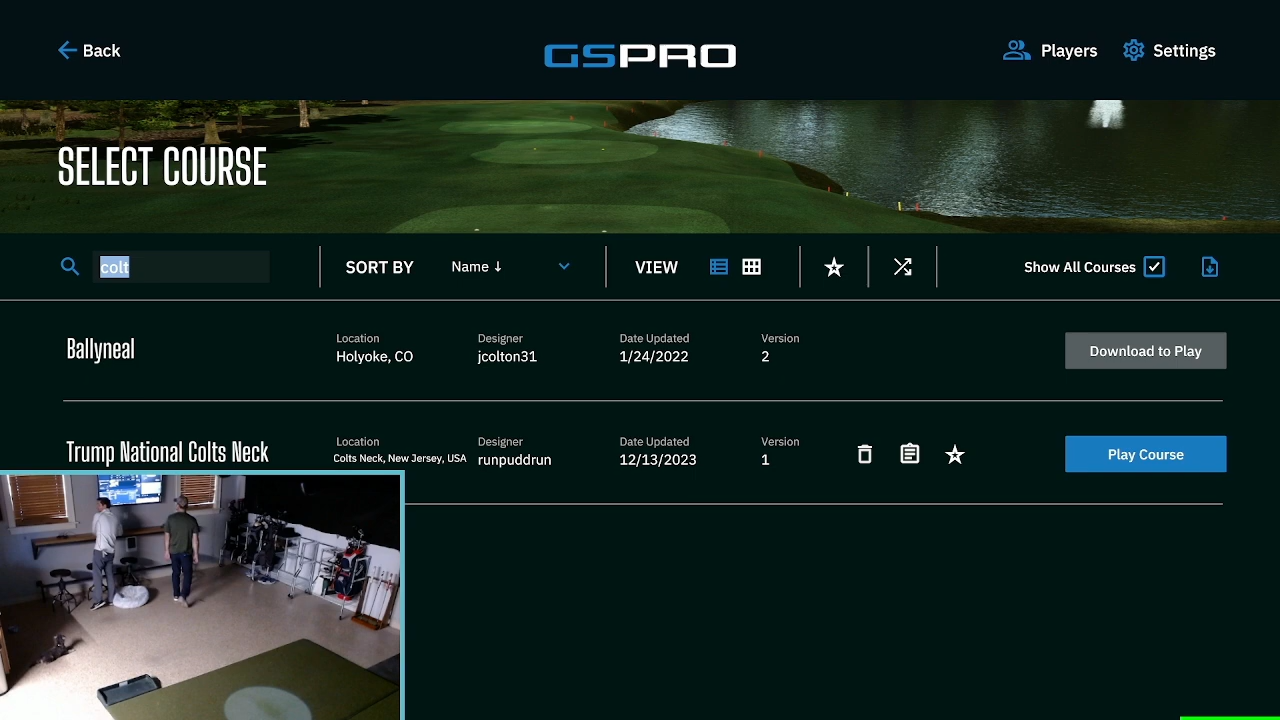 Back
GSPRO
Players
Settings
SELECT COURSE
colt
SORT BY
Name ↓
VIEW
Show All Courses
Ballyneal
Location
Holyoke, CO
Designer
jcolton31
Date Updated
1/24/2022
Version
2
Download to Play
Trump National Colts Neck
Location
Colts Neck, New Jersey, USA
Designer
runpuddrun
Date Updated
12/13/2023
Version
1
Play Course